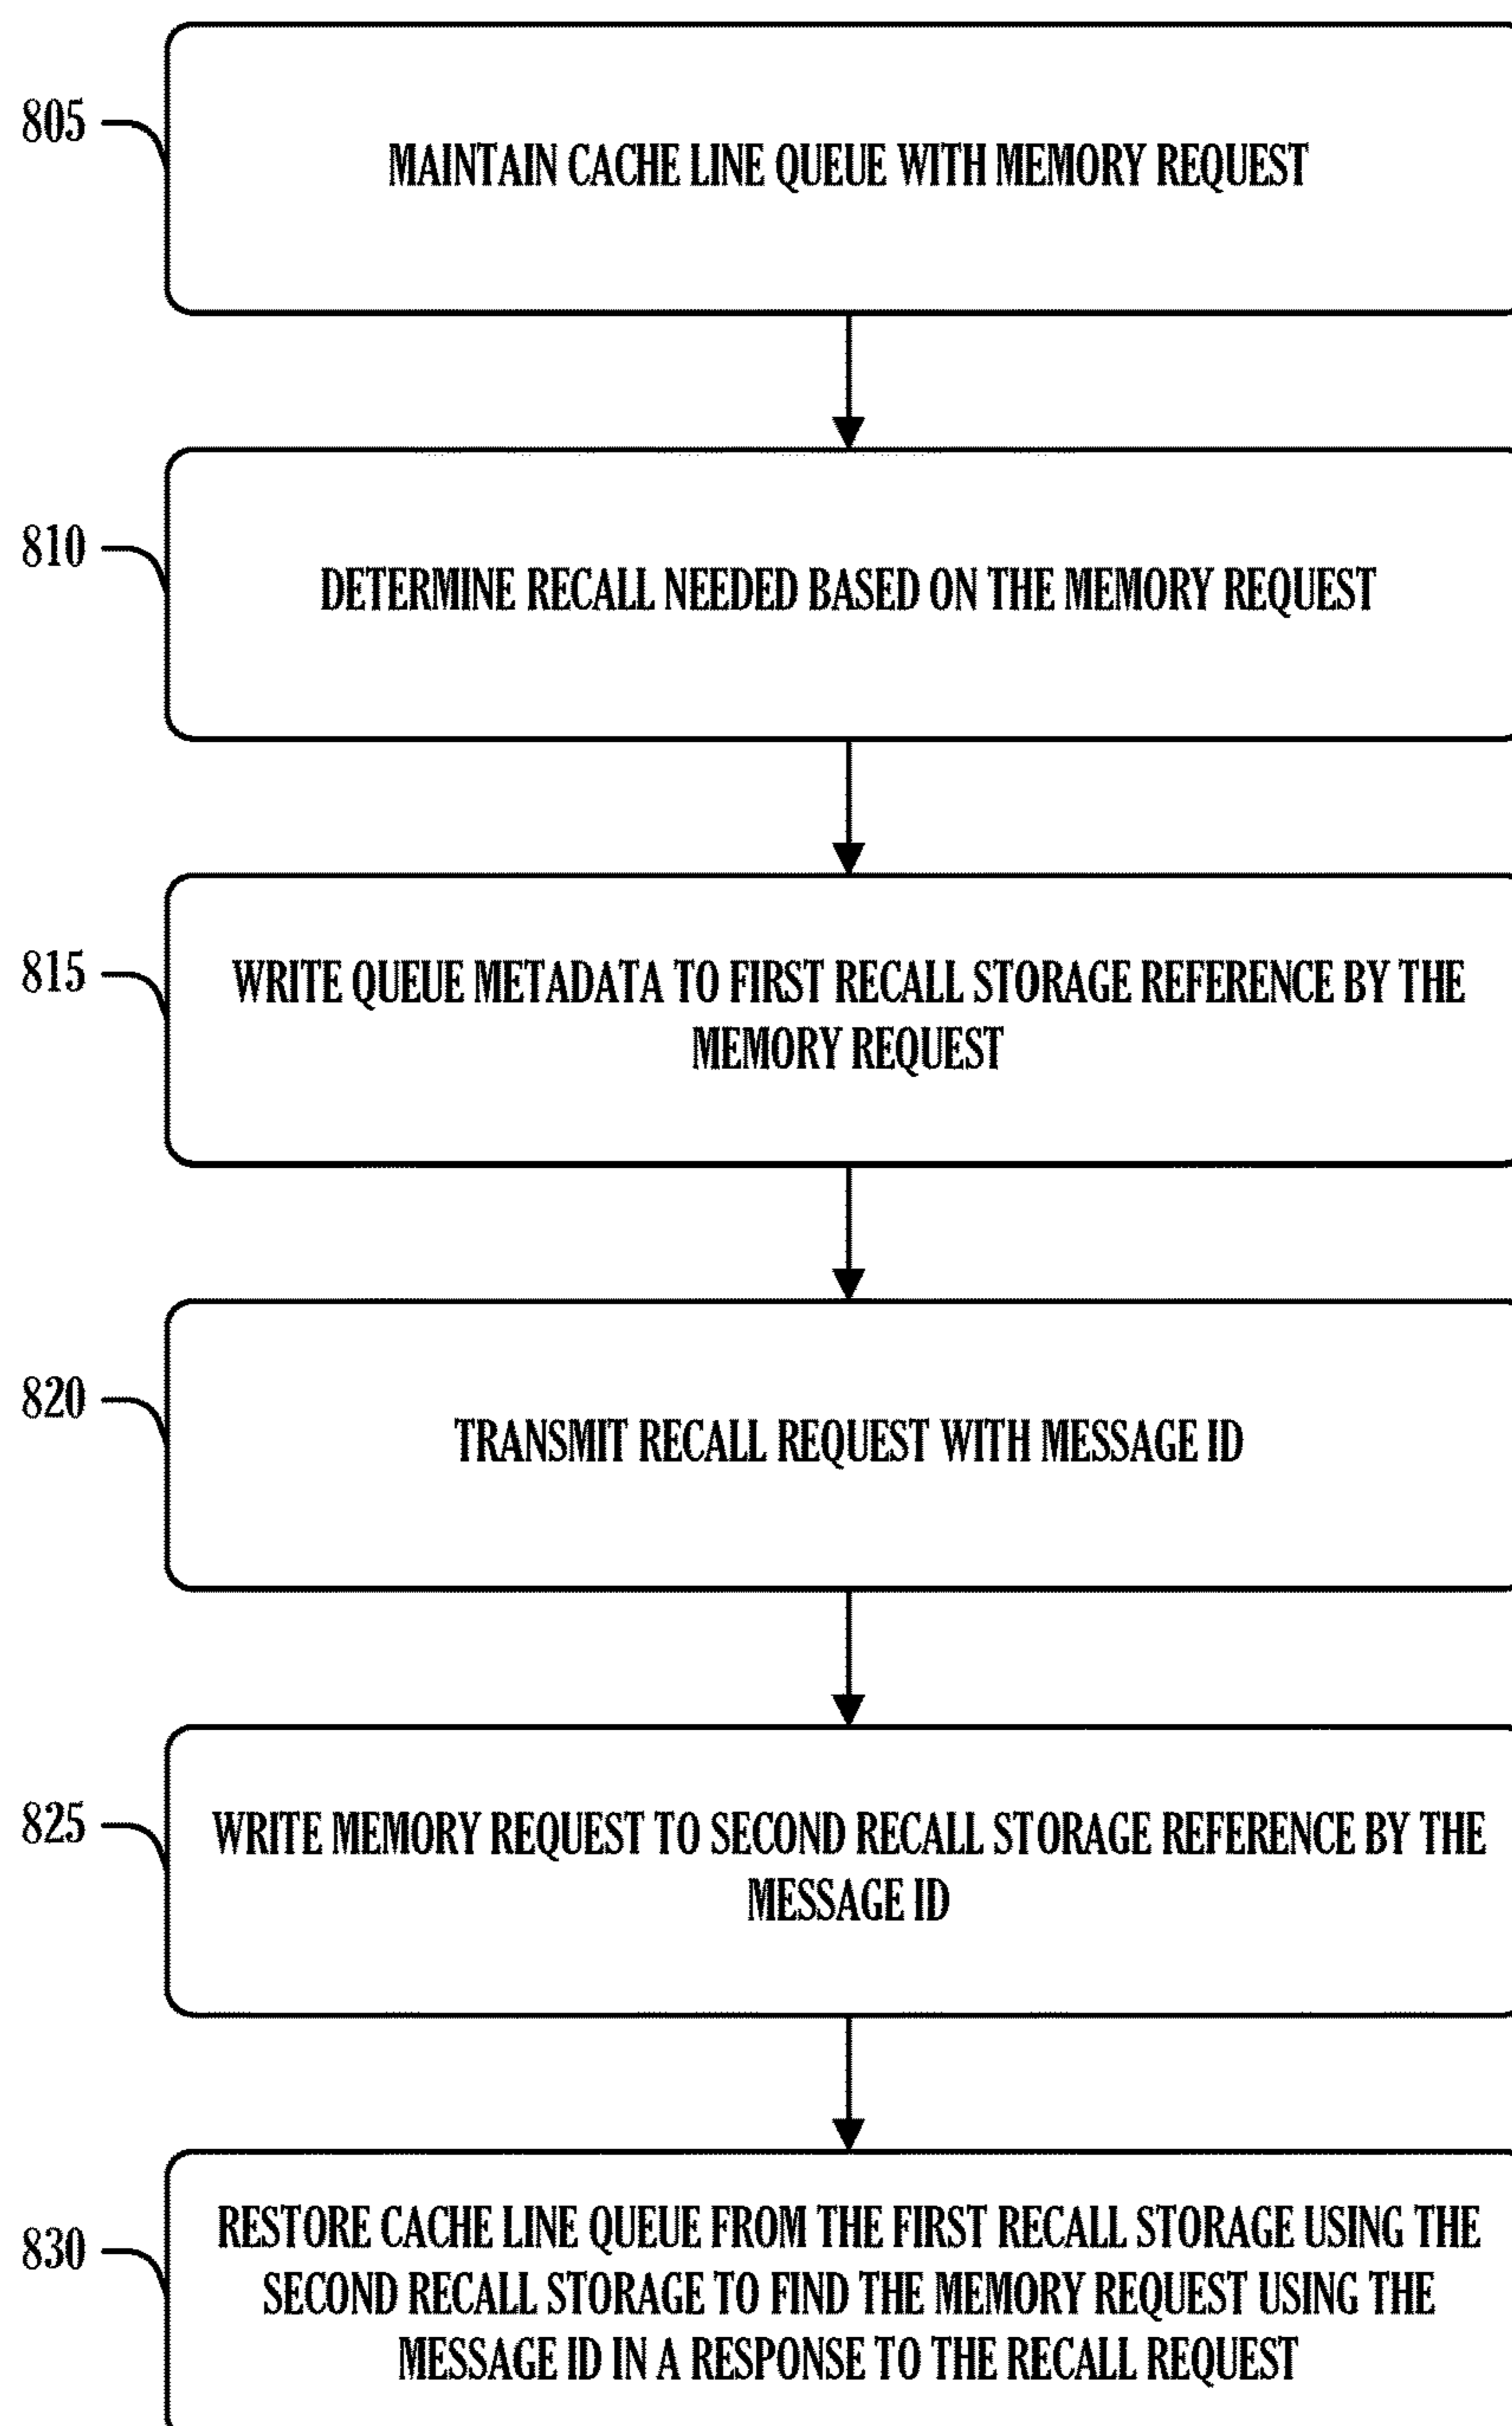 805
MAINTAIN CACHE LINE QUEUE WITH MEMORY REQUEST
810
DETERMINE RECALL NEEDED BASED ON THE MEMORY REQUEST
815
WRITE QUEUE METADATA TO FIRST RECALL STORAGE REFERENCE BY THE
MEMORY REQUEST
820
TRANSMIT RECALL REQUEST WITH MESSAGE ID
825
WRITE MEMORY REQUEST TO SECOND RECALL STORAGE REFERENCE BY THE
MESSAGE ID
830
RESTORE CACHE LINE QUEUE FROM THE FIRST RECALL STORAGE USING THE
SECOND RECALL STORAGE TO FIND THE MEMORY REQUEST USING THE
MESSAGE ID IN A RESPONSE TO THE RECALL REQUEST